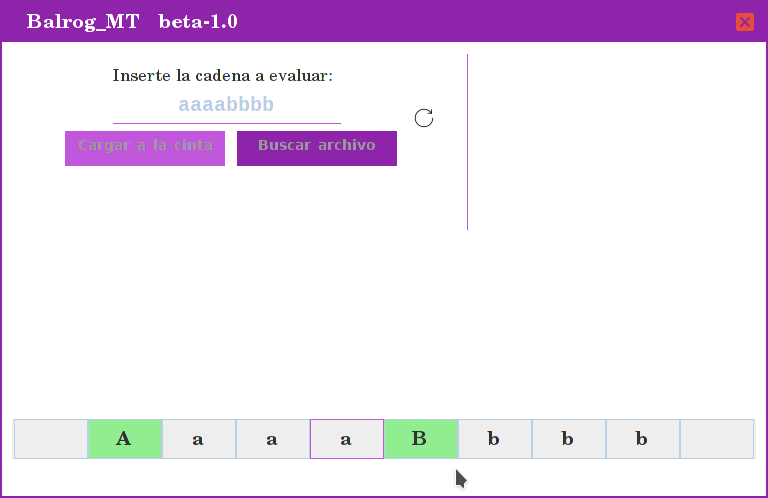 Balrog_MT beta-1.0
Inserte la cadena a evaluar:
aaaabbbb
Cargar a la cinta Buscar archivo
A a a a B b b b